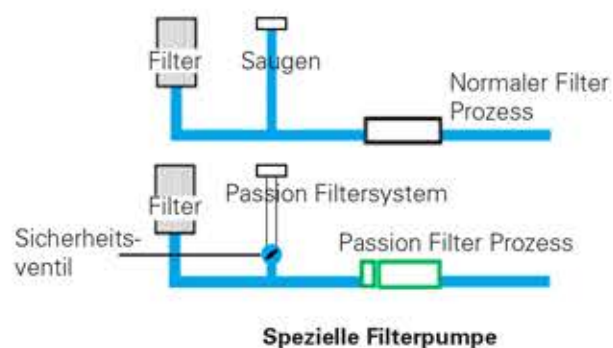 Filter
Saugen
Normaler Filter
Prozess
Filter
Passion Filtersystem
Sicherheits-
ventil
Passion Filter Prozess
Spezielle Filterpumpe